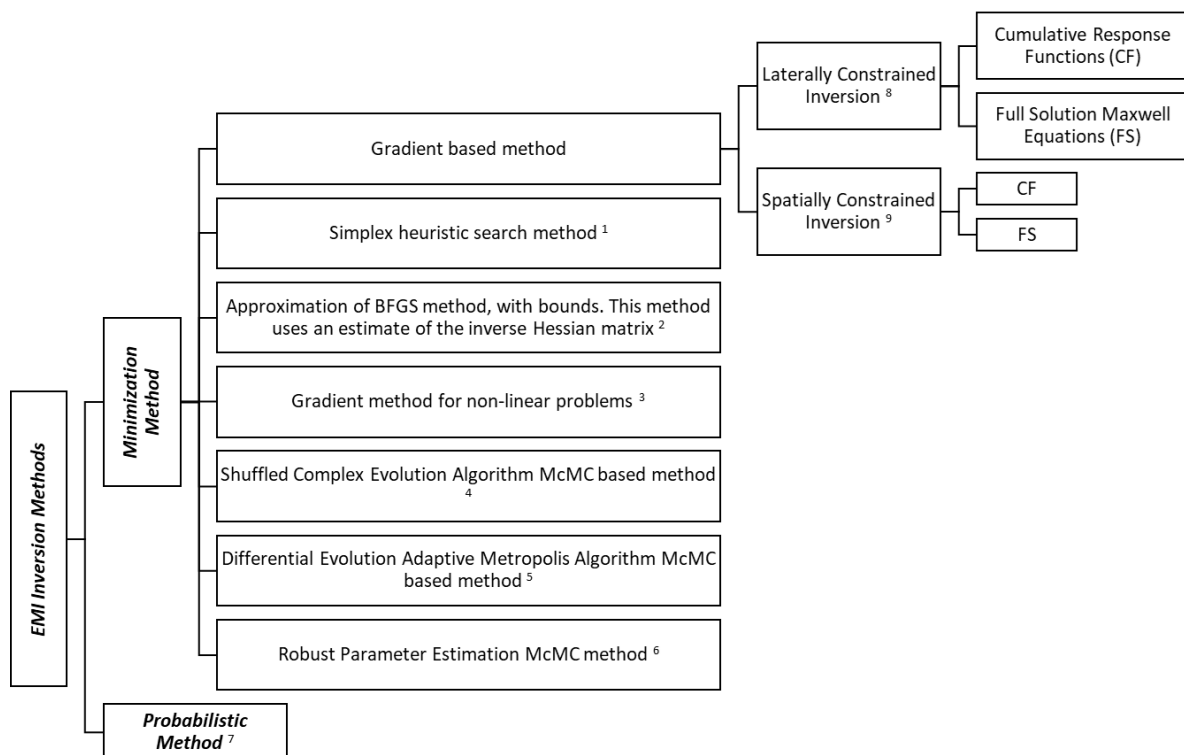 EMI Inversion Methods
Minimization
Method
Gradient based method
Laterally Constrained
Inversion 8
Cumulative Response
Functions (CF)
Full Solution Maxwell
Equations (FS)
Spatially Constrained
Inversion 9
CF
FS
Simplex heuristic search method 1
Approximation of BFGS method, with bounds. This method
uses an estimate of the inverse Hessian matrix 2
Gradient method for non-linear problems 3
Shuffled Complex Evolution Algorithm McMC based method
4
Differential Evolution Adaptive Metropolis Algorithm McMC
based method 5
Robust Parameter Estimation McMC method 6
Probabilistic
Method 7